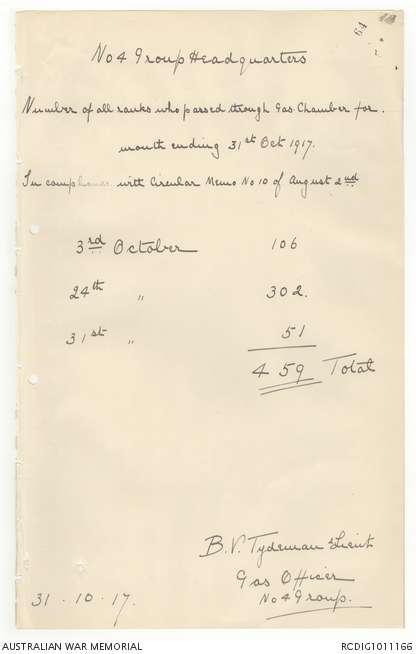 64
No 4 Group Headquarters
Number of all ranks who passed through Gas Chamber for.
month ending 31st Oct 1917.
In compliance with Circular Memo No 10 of August 2nd
3rd October 106
24th " 302.
31st " 51
459 Total
B. V. Tydeman Lieut
Gas Officer
No 4 Group.
31. 10. 17.
AUSTRALIAN WAR MEMORIAL RCDIG1011166